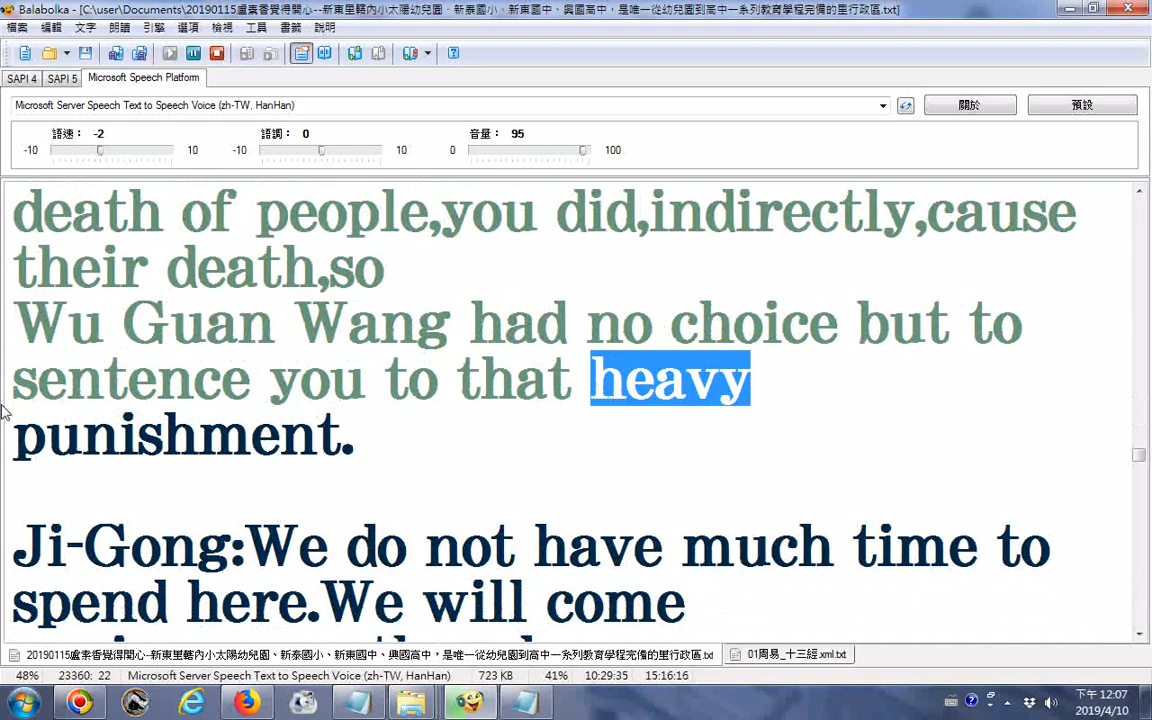 Balabolka - [C:\user\Documents\20190115盧素香覺得開心--新東里轄內小太陽幼兒園、新泰國小、新東國中、興國高中，是唯一從幼兒園到高中一系列教育學程完備的里行政區.txt]
檔案 編輯 文字 朗讀 引擎 選項 檢視 工具 書籤 說明
SAPI 4 SAPI 5 Microsoft Speech Platform
Microsoft Server Speech Text to Speech Voice (zh-TW, HanHan) 關於 預設
語速： -2 語調： 0 音量： 95
-10 10 -10 10 0 100
death of people,you did,indirectly,cause
their death,so
Wu Guan Wang had no choice but to
sentence you to that heavy
punishment.
Ji-Gong:We do not have much time to
spend here.We will come
20190115盧素香覺得開心--新東里轄內小太陽幼兒園、新泰國小、新東國中、興國高中，是唯一從幼兒園到高中一系列教育學程完備的里行政區.txt 01周易_十三經.xml.txt
48% 23360: 22 Microsoft Server Speech Text to Speech Voice (zh-TW, HanHan) 723 KB 41% 10:29:35 15:16:16
下午 12:07
2019/4/10